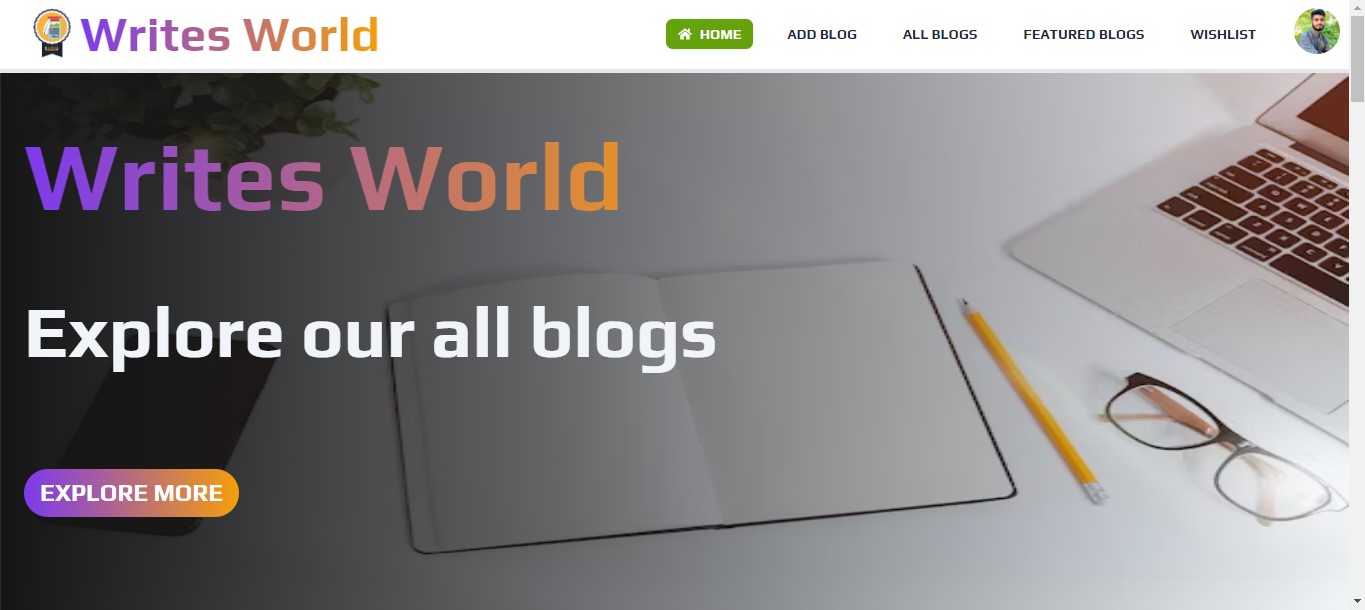 Writes World
HOME
ADD BLOG
ALL BLOGS
FEATURED BLOGS
WISHLIST
Writes World
Explore our all blogs
EXPLORE MORE